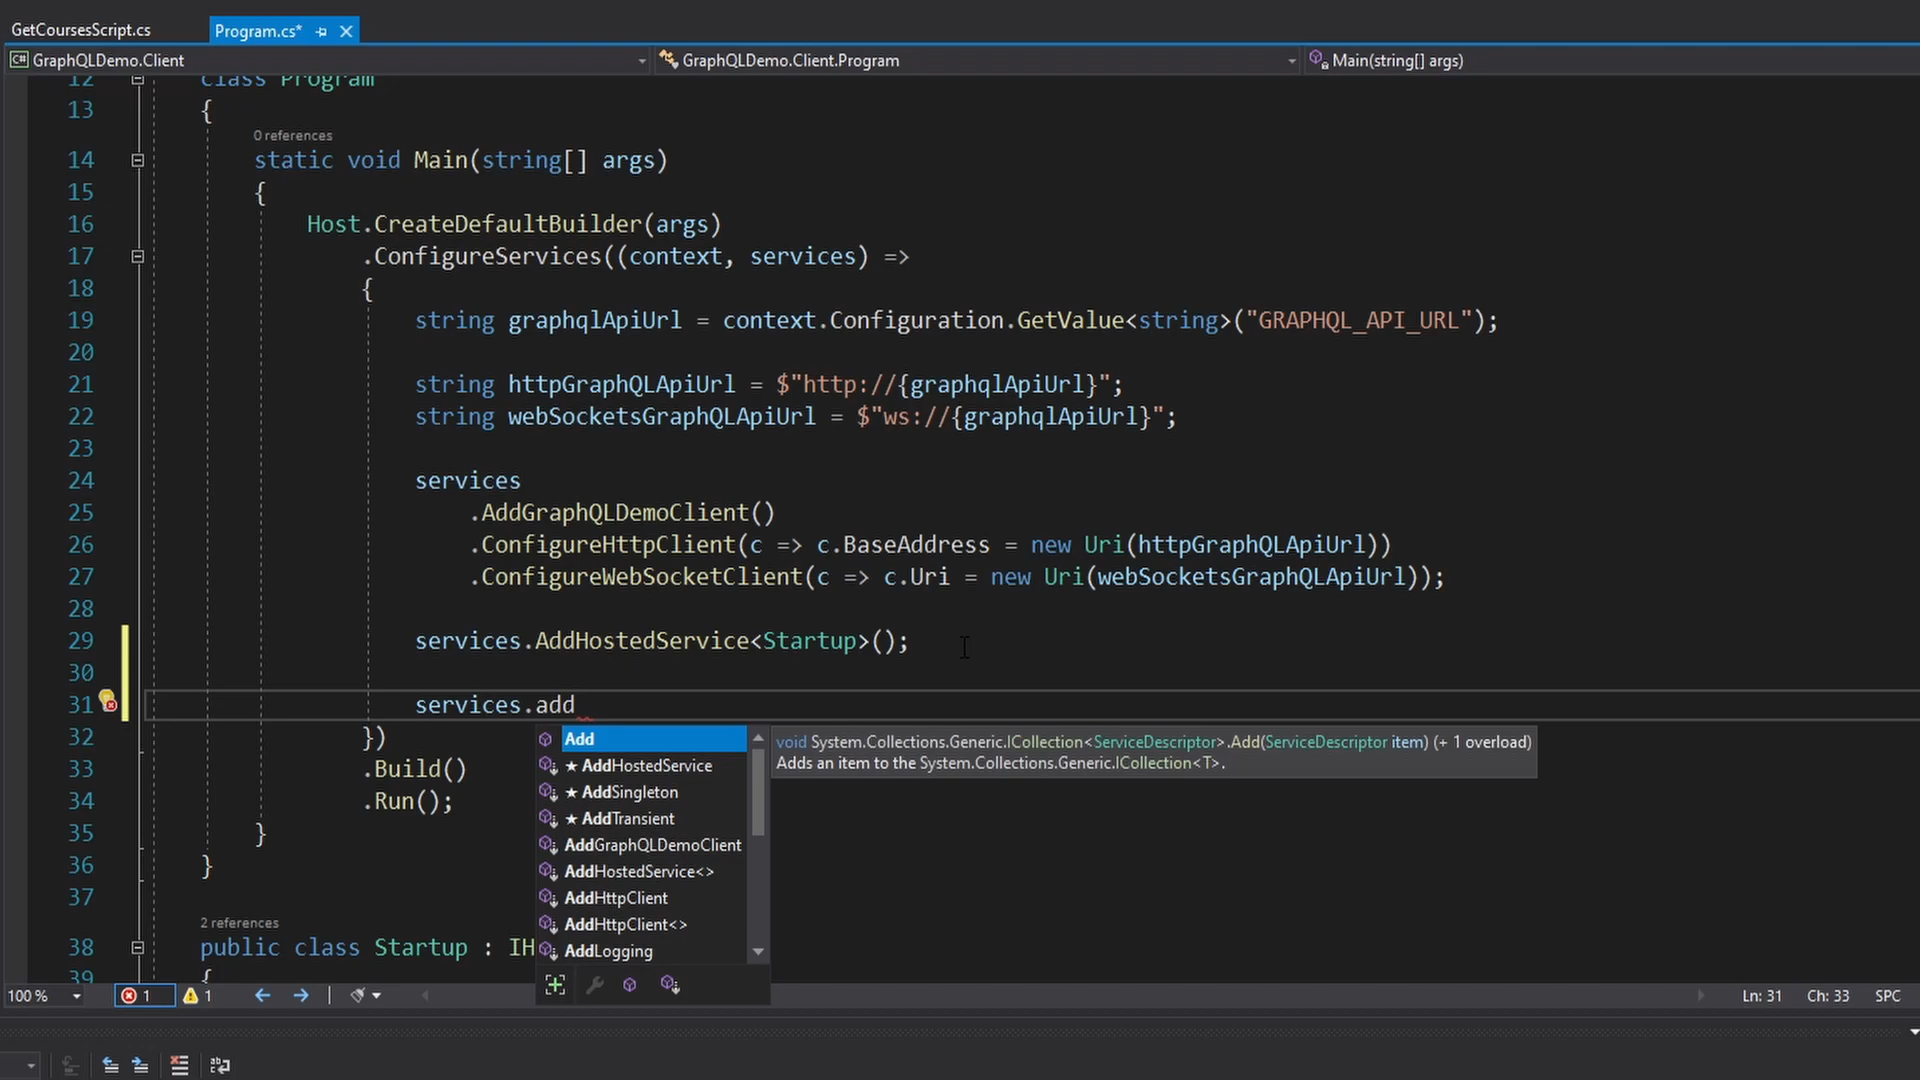 GetCoursesScript.cs
Program.cs*
C# GraphQLDemo.Client
GraphQLDemo.Client.Program
Main(string[] args)
12 class Program
13 {
0 references
14 static void Main(string[] args)
15 {
16 Host.CreateDefaultBuilder(args)
17 .ConfigureServices((context, services) =>
18 {
19 string graphqlApiUrl = context.Configuration.GetValue<string>("GRAPHQL_API_URL");
20
21 string httpGraphQLApiUrl = $"http://{graphqlApiUrl}";
22 string webSocketsGraphQLApiUrl = $"ws://{graphqlApiUrl}";
23
24 services
25 .AddGraphQLDemoClient()
26 .ConfigureHttpClient(c => c.BaseAddress = new Uri(httpGraphQLApiUrl))
27 .ConfigureWebSocketClient(c => c.Uri = new Uri(webSocketsGraphQLApiUrl));
28
29 services.AddHostedService<Startup>();
30
31 services.add
32 })
33 .Build()
34 .Run();
35 }
36 }
37
2 references
38 public class Startup : IH
39 {
Add
★ AddHostedService
★ AddSingleton
★ AddTransient
AddGraphQLDemoClient
AddHostedService<>
AddHttpClient
AddHttpClient<>
AddLogging
void System.Collections.Generic.ICollection<ServiceDescriptor>.Add(ServiceDescriptor item) (+ 1 overload)
Adds an item to the System.Collections.Generic.ICollection<T>.
100 %
1
1
Ln: 31
Ch: 33
SPC